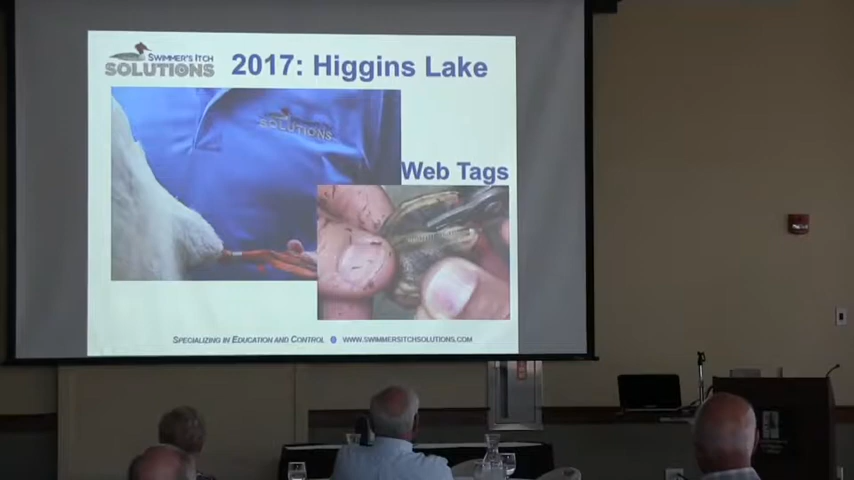 SWIMMER'S ITCH
SOLUTIONS
2017: Higgins Lake
SOLUTIONS
Web Tags
SPECIALIZING IN EDUCATION AND CONTROL
WWW.SWIMMERSITCHSOLUTIONS.COM